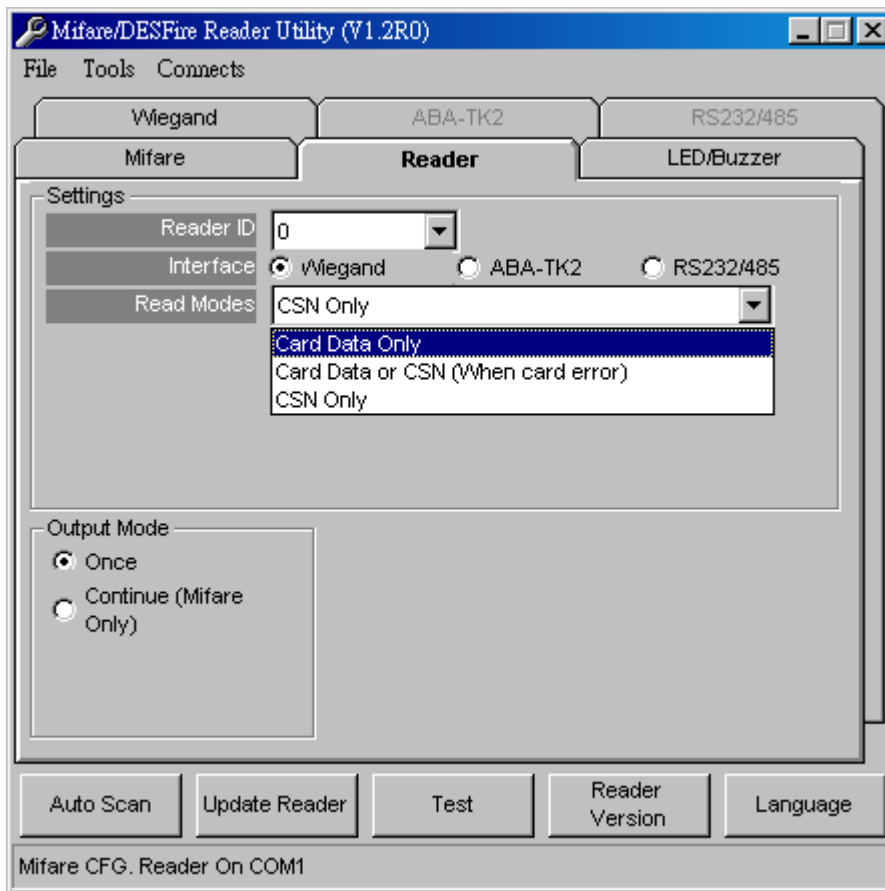 Mifare/DESFire Reader Utility (V1.2R0)
File Tools Connects
Wiegand ABA-TK2 RS232/485
Mifare Reader LED/Buzzer
Settings
Reader ID 0
Interface Wiegand ABA-TK2 RS232/485
Read Modes CSN Only
Card Data Only
Card Data or CSN (When card error)
CSN Only
Output Mode
Once
Continue (Mifare
Only)
Auto Scan Update Reader Test Reader Version Language
Mifare CFG. Reader On COM1